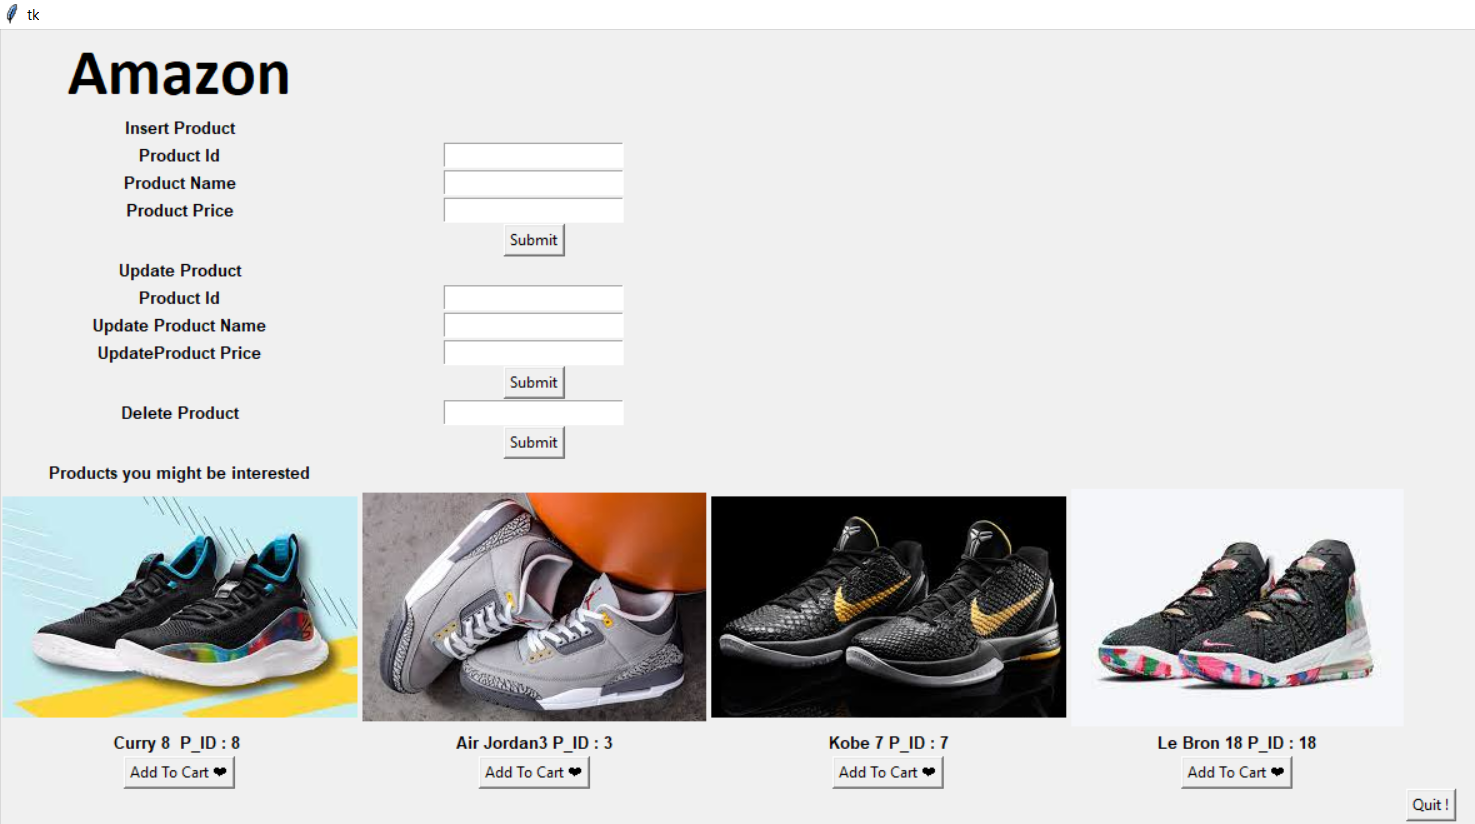 tk
Amazon
Insert Product
Product Id
Product Name
Product Price
Submit
Update Product
Product Id
Update Product Name
UpdateProduct Price
Submit
Delete Product
Submit
Products you might be interested
Curry 8  P_ID : 8
Air Jordan3 P_ID : 3
Kobe 7 P_ID : 7
Le Bron 18 P_ID : 18
Add To Cart ❤
Add To Cart ❤
Add To Cart ❤
Add To Cart ❤
Quit !